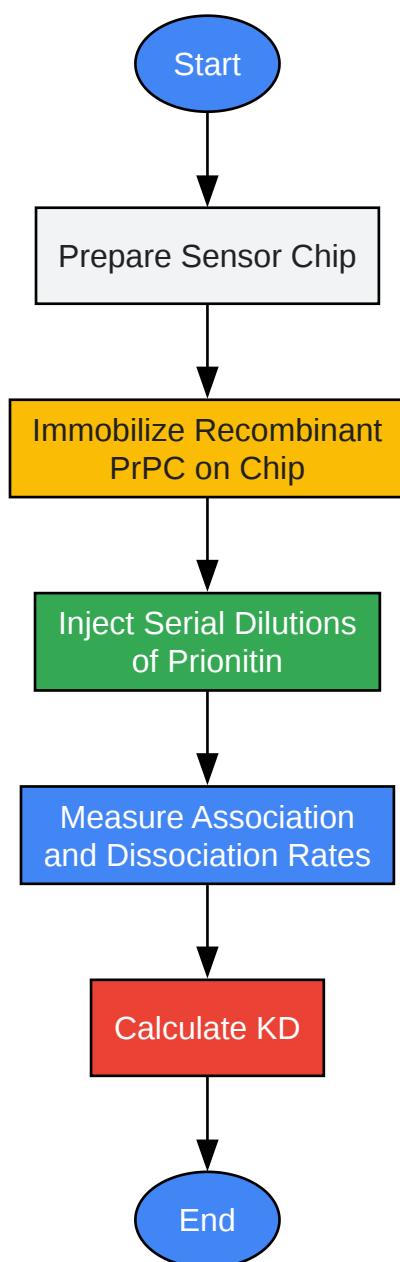 Start
Prepare Sensor Chip
Immobilize Recombinant
PrPC on Chip
Inject Serial Dilutions
of Prionitin
Measure Association
and Dissociation Rates
Calculate KD
End